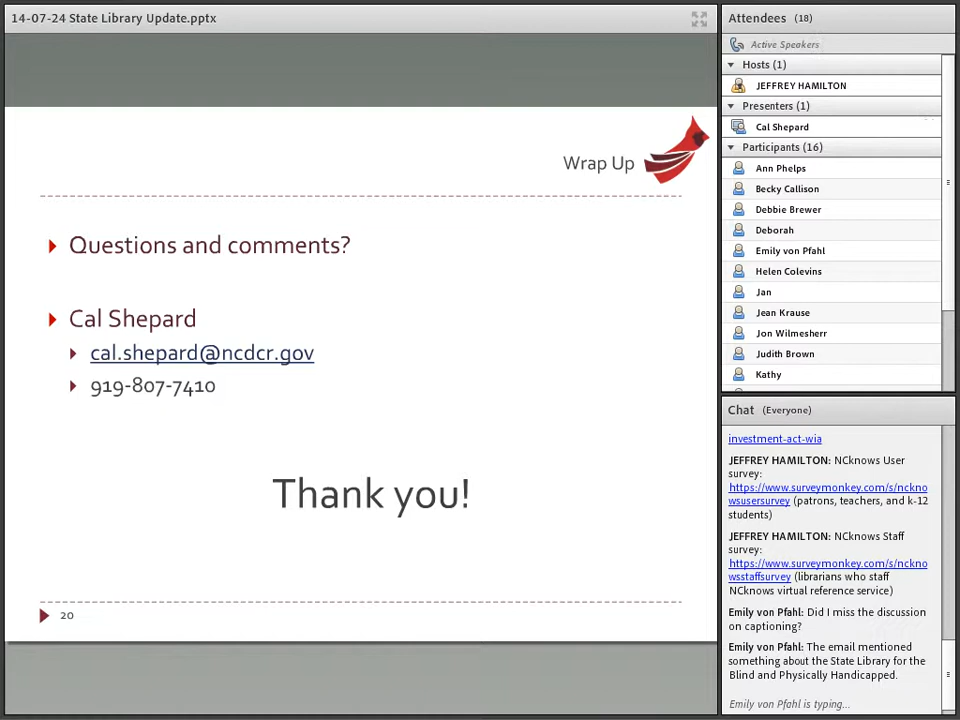 14-07-24 State Library Update.pptx
Wrap Up
Questions and comments?
Cal Shepard
cal.shepard@ncdcr.gov
919-807-7410
Thank you!
20
Attendees (18)
Active Speakers
Hosts (1)
JEFFREY HAMILTON
Presenters (1)
Cal Shepard
Participants (16)
Ann Phelps
Becky Callison
Debbie Brewer
Deborah
Emily von Pfahl
Helen Colevins
Jan
Jean Krause
Jon Wilmesherr
Judith Brown
Kathy
Chat (Everyone)
investment-act-wia
JEFFREY HAMILTON: NCknows User
survey:
https://www.surveymonkey.com/s/nckno
wsusersurvey (patrons, teachers, and k-12
students)
JEFFREY HAMILTON: NCknows Staff
survey:
https://www.surveymonkey.com/s/nckno
wsstaffsurvey (librarians who staff
NCknows virtual reference service)
Emily von Pfahl: Did I miss the discussion
on captioning?
Emily von Pfahl: The email mentioned
something about the State Library for the
Blind and Physically Handicapped.
Emily von Pfahl is typing...